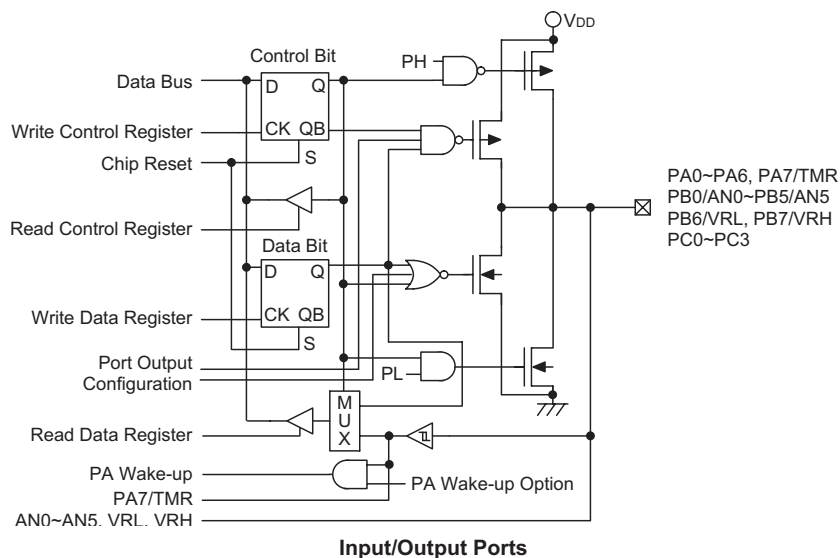 VDD
Control Bit
PH
Data Bus
D Q
Write Control Register
CK QB
Chip Reset
S
PA0~PA6, PA7/TMR
PB0/AN0~PB5/AN5
PB6/VRL, PB7/VRH
PC0~PC3
Read Control Register
Data Bit
D Q
Write Data Register
CK QB
S
Port Output
Configuration
PL
M
U
X
Read Data Register
PA Wake-up
PA Wake-up Option
PA7/TMR
AN0~AN5, VRL, VRH
Input/Output Ports